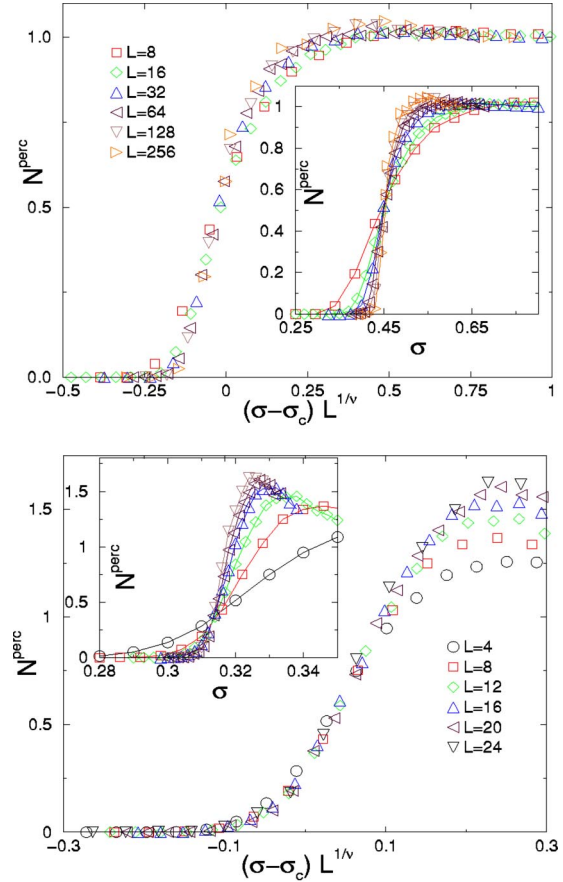 1.0
0.5
0.0
N^perc
L=8
L=16
L=32
L=64
L=128
L=256
1
0.8
0.6
0.4
0.2
0
N^perc
0.25 0.45 0.65
σ
-0.5 -0.25 0 0.25 0.5 0.75 1
(σ-σ_c) L^{1/ν}
1.5
1
0.5
0
N^perc
1.5
1
0.5
0
N^perc
0.28 0.30 0.32 0.34
σ
L=4
L=8
L=12
L=16
L=20
L=24
-0.3 -0.1 0.1 0.3
(σ-σ_c) L^{1/ν}